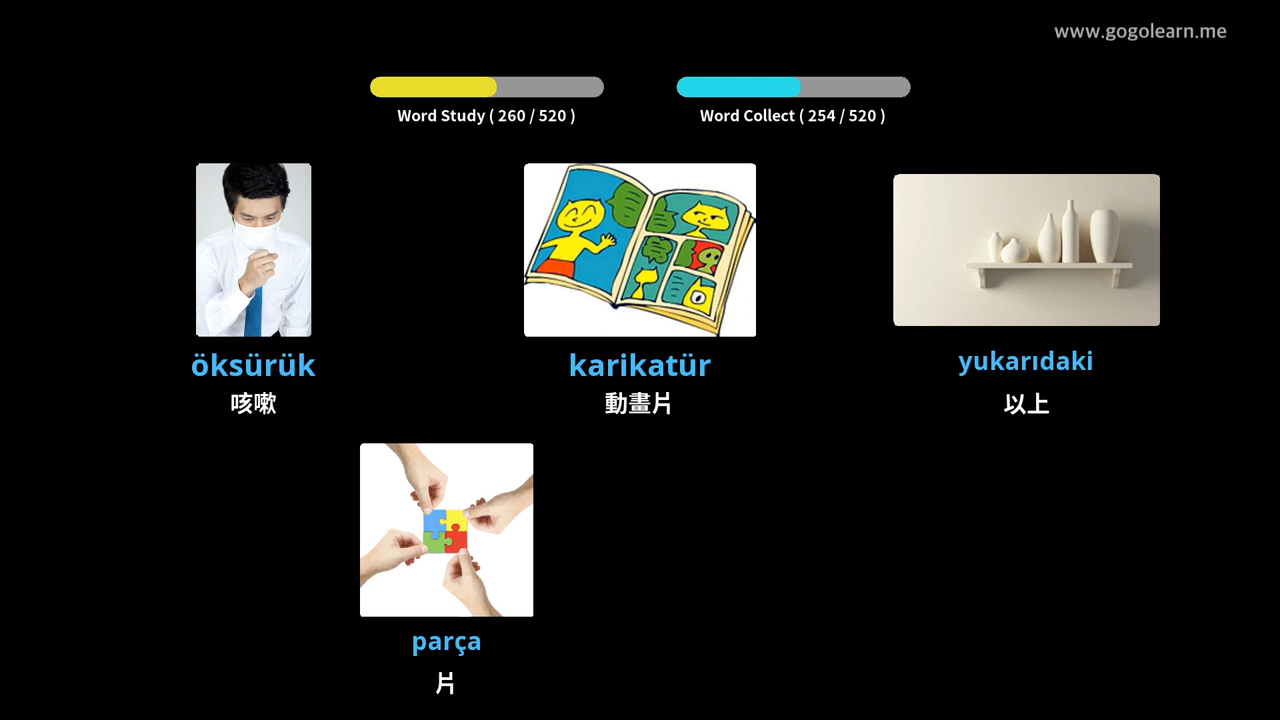 www.gogolearn.me
Word Study ( 260 / 520 )
Word Collect ( 254 / 520 )
öksürük
咳嗽
karikatür
動畫片
yukarıdaki
以上
parça
片